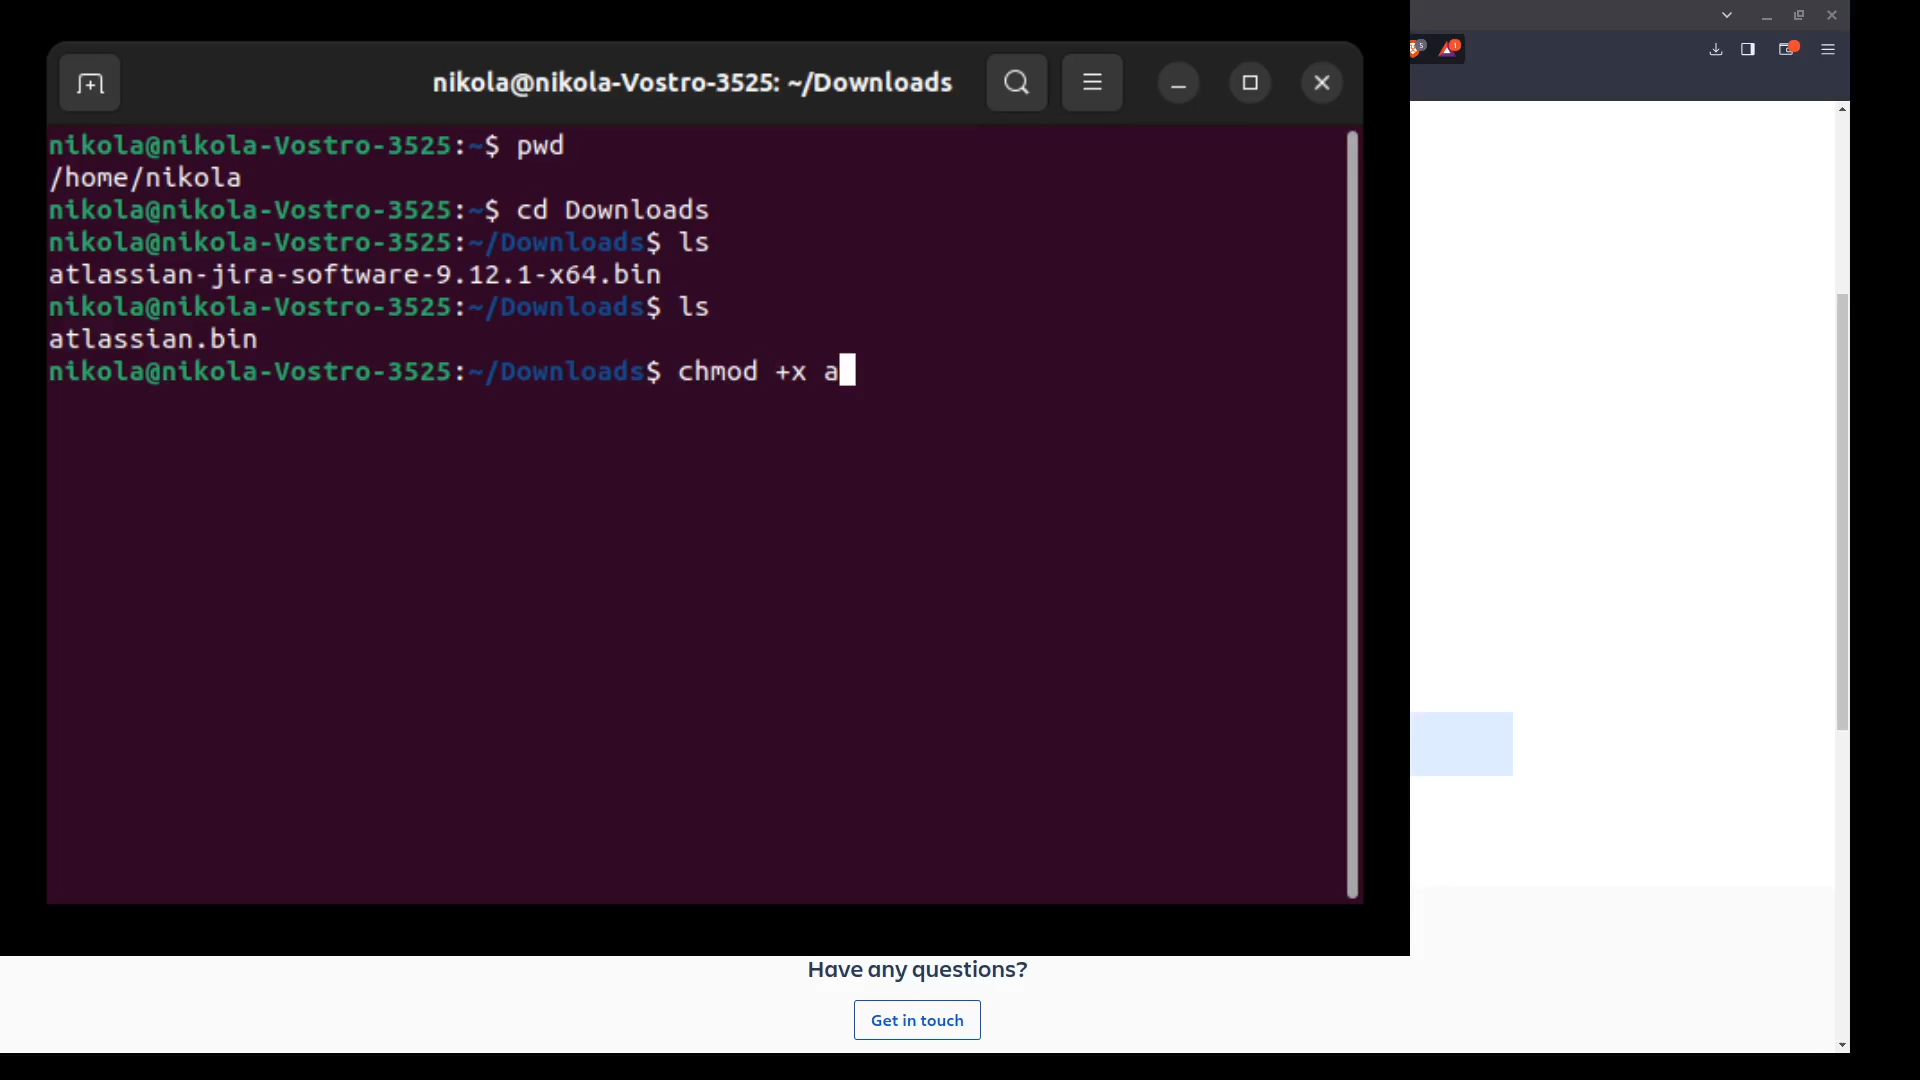 nikola@nikola-Vostro-3525: ~/Downloads
nikola@nikola-Vostro-3525:~$ pwd
/home/nikola
nikola@nikola-Vostro-3525:~$ cd Downloads
nikola@nikola-Vostro-3525:~/Downloads$ ls
atlassian-jira-software-9.12.1-x64.bin
nikola@nikola-Vostro-3525:~/Downloads$ ls
atlassian.bin
nikola@nikola-Vostro-3525:~/Downloads$ chmod +x a
5
1
Have any questions?
Get in touch